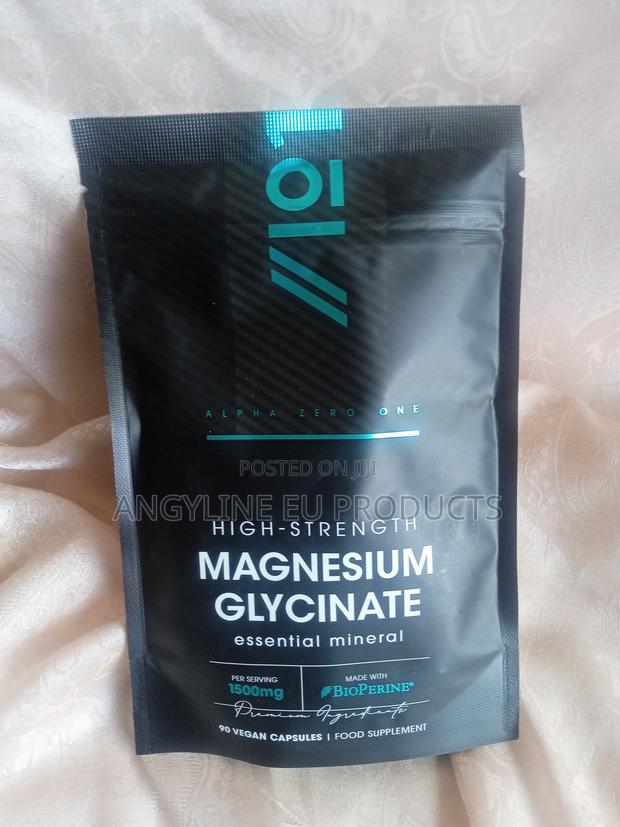 //ō1
ALPHA ZERO ONE
POSTED ON JIJI
ANGYLINE EU PRODUCTS
HIGH-STRENGTH
MAGNESIUM
GLYCINATE
essential mineral
PER SERVING
1500mg
MADE WITH
BIOPERINE®
Premium Ingredients
90 VEGAN CAPSULES | FOOD SUPPLEMENT